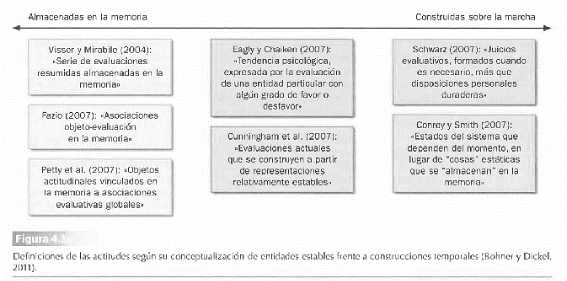 Almacenadas en la memoria
Construidas sobre la marcha
Visser y Mirabile (2004):
«Serie de evaluaciones
resumidas almacenadas en la
memoria»
Fazio (2007): «Asociaciones
objeto-evaluación
en la memoria»
Petty et al. (2007): «Objetos
actitudinales vinculados en
la memoria a asociaciones
evaluativas globales»
Eagly y Chaiken (2007):
«Tendencia psicológica,
expresada por la evaluación
de una entidad particular con
algún grado de favor o
desfavor»
Cunningham et al. (2007):
«Evaluaciones actuales
que se construyen a partir
de representaciones
relativamente estables»
Schwarz (2007): «Juicios
evaluativos, formados cuando
es necesario, más que
disposiciones personales
duraderas»
Conrey y Smith (2007):
«Estados del sistema que
dependen del momento, en
lugar de "cosas" estáticas
que se "almacenan" en la
memoria»
Figura 4.
Definiciones de las actitudes según su conceptualización de entidades estables frente a construcciones temporales (Bohner y Dickel,
2011).